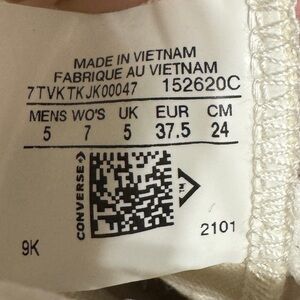 MADE IN VIETNAM
FABRIQUE AU VIETNAM
7TVKTKJK00047 152620C
MENS WO'S UK EUR CM
5 7 5 37.5 24
CONVERSE
TM
9K 2101